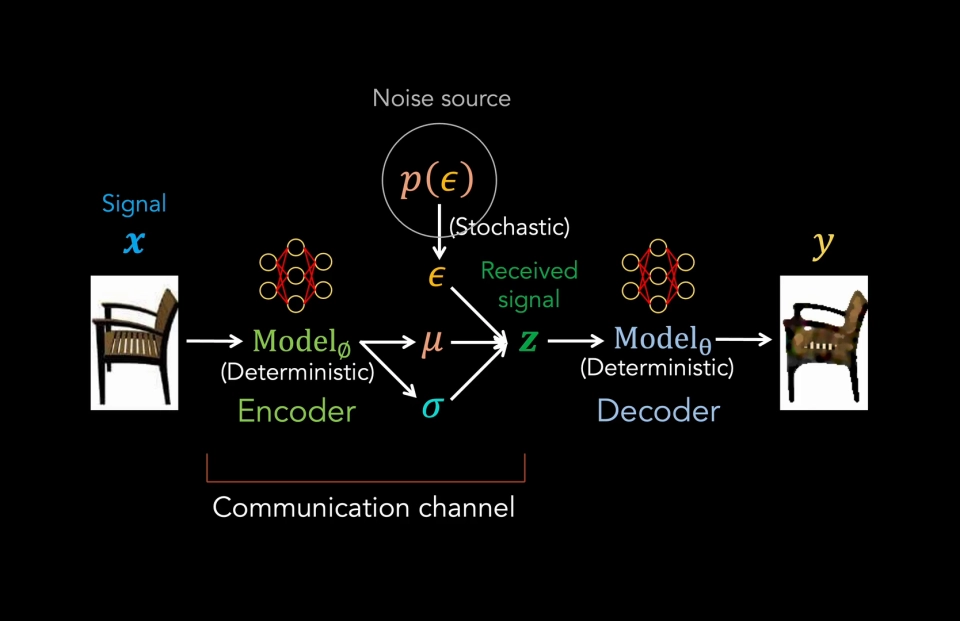 Noise source
p(ϵ)
Signal
x
(Stochastic)
y
ϵ
Received
signal
Model∅
μ
z
Modelθ
(Deterministic)
(Deterministic)
Encoder
σ
Decoder
Communication channel